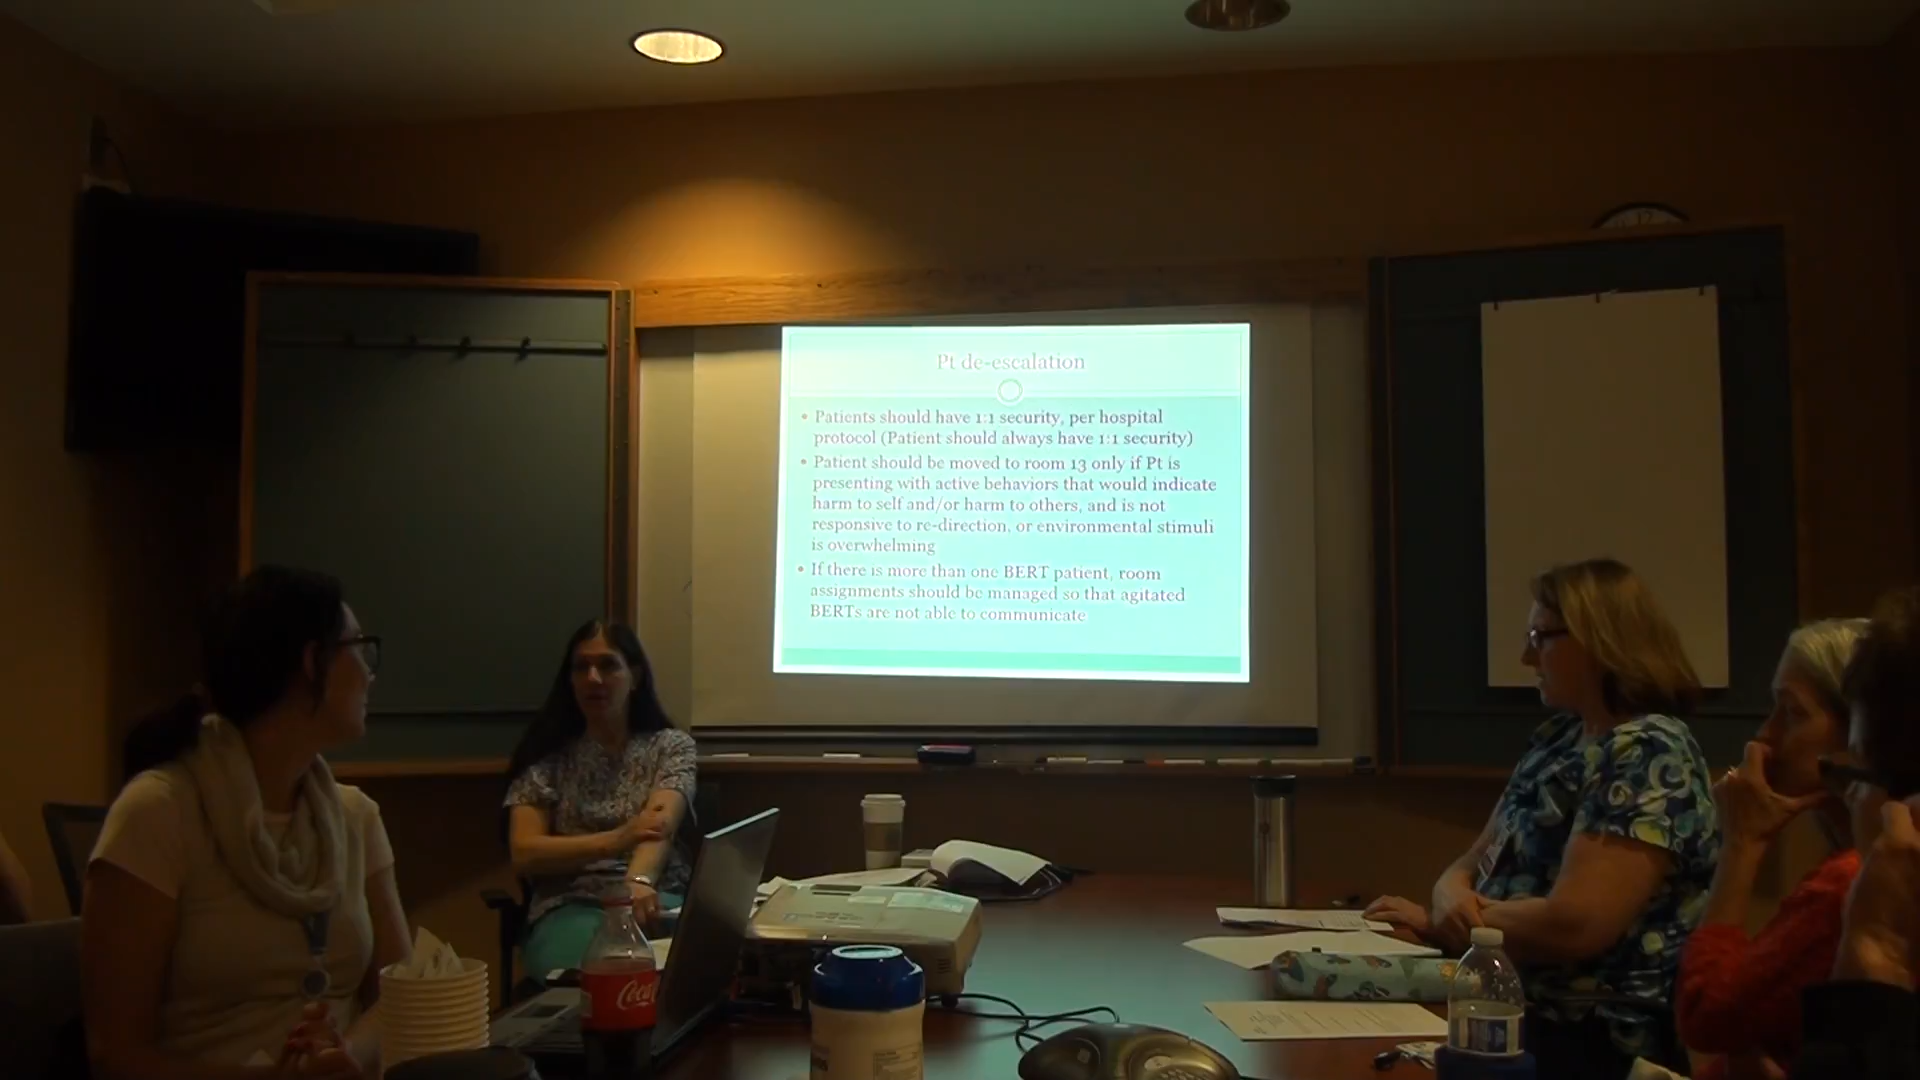 Pt de-escalation
• Patients should have 1:1 security, per hospital
protocol (Patient should always have 1:1 security)
• Patient should be moved to room 13 only if Pt is
presenting with active behaviors that would indicate
harm to self and/or harm to others, and is not
responsive to re-direction, or environmental stimuli
is overwhelming
• If there is more than one BERT patient, room
assignments should be managed so that agitated
BERTs are not able to communicate
12
Coca